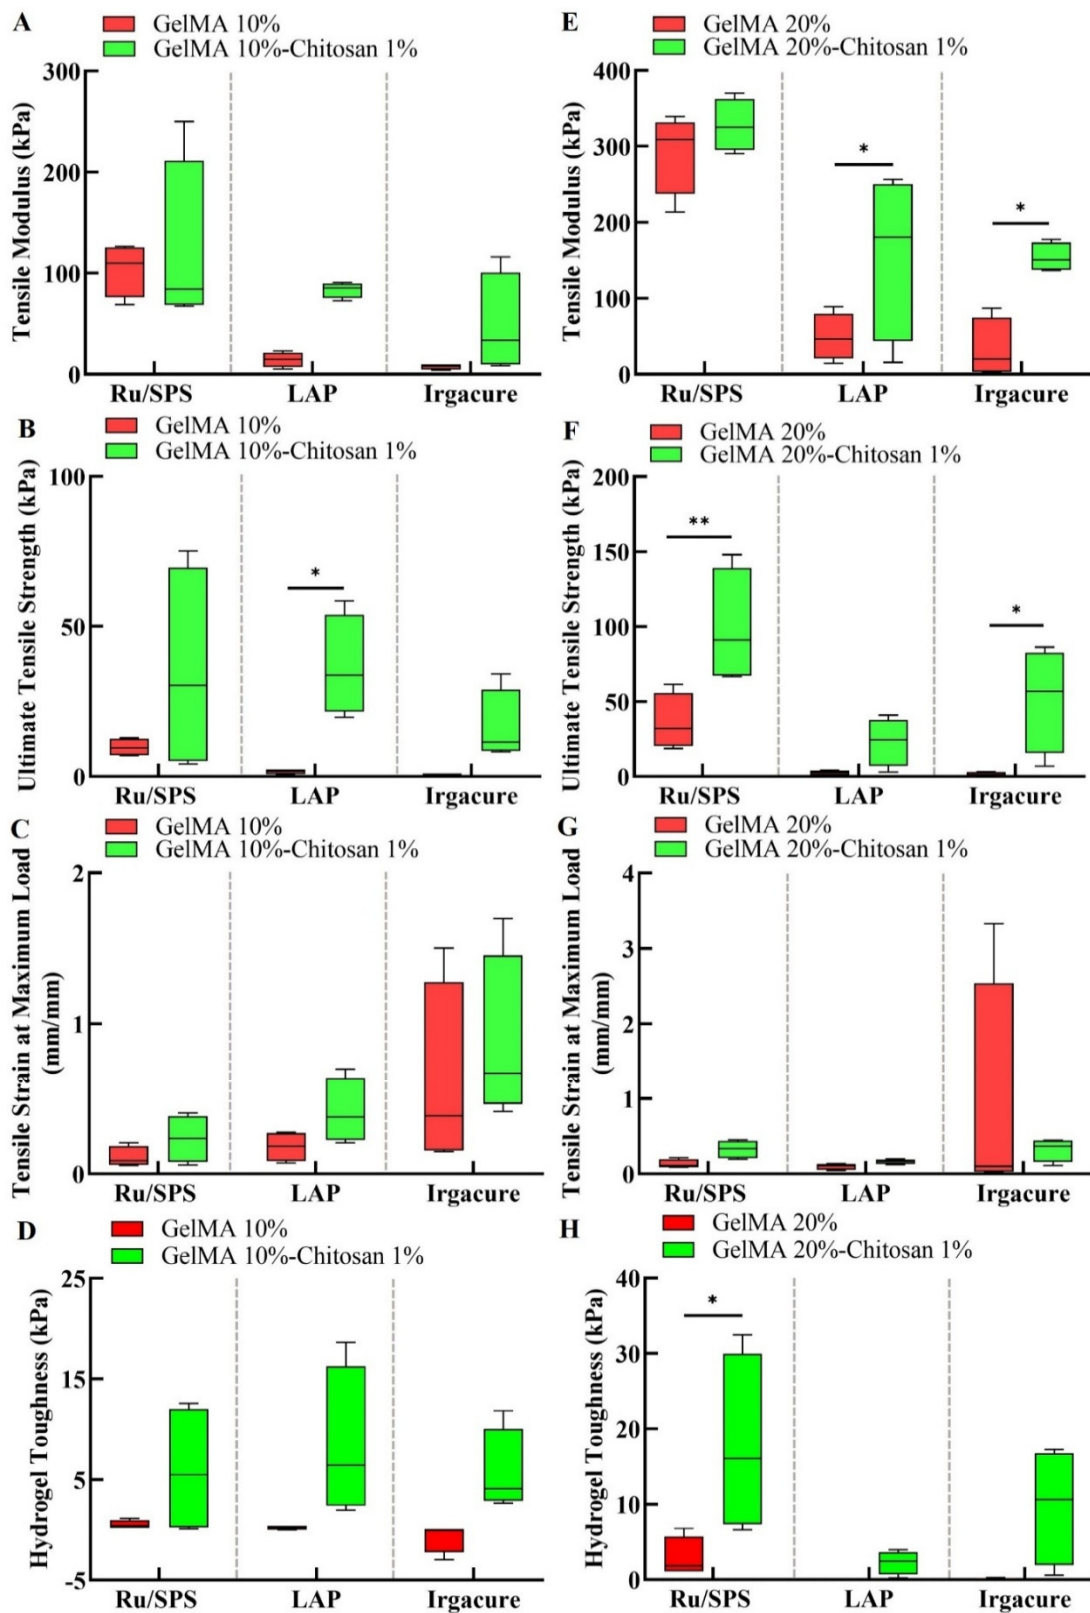 A
GelMA 10%
GelMA 10%-Chitosan 1%
Tensile Modulus (kPa)
300
200
100
0
Ru/SPS LAP Irgacure
E
GelMA 20%
GelMA 20%-Chitosan 1%
Tensile Modulus (kPa)
400
300
200
100
0
*
*
Ru/SPS LAP Irgacure
B
GelMA 10%
GelMA 10%-Chitosan 1%
Ultimate Tensile Strength (kPa)
100
50
0
*
Ru/SPS LAP Irgacure
F
GelMA 20%
GelMA 20%-Chitosan 1%
Ultimate Tensile Strength (kPa)
200
150
100
50
0
**
*
Ru/SPS LAP Irgacure
C
GelMA 10%
GelMA 10%-Chitosan 1%
Tensile Strain at Maximum Load
(mm/mm)
2
1
0
Ru/SPS LAP Irgacure
G
GelMA 20%
GelMA 20%-Chitosan 1%
Tensile Strain at Maximum Load
(mm/mm)
4
3
2
1
0
Ru/SPS LAP Irgacure
D
GelMA 10%
GelMA 10%-Chitosan 1%
Hydrogel Toughness (kPa)
25
15
5
-5
Ru/SPS LAP Irgacure
H
GelMA 20%
GelMA 20%-Chitosan 1%
Hydrogel Toughness (kPa)
40
30
20
10
0
*
Ru/SPS LAP Irgacure